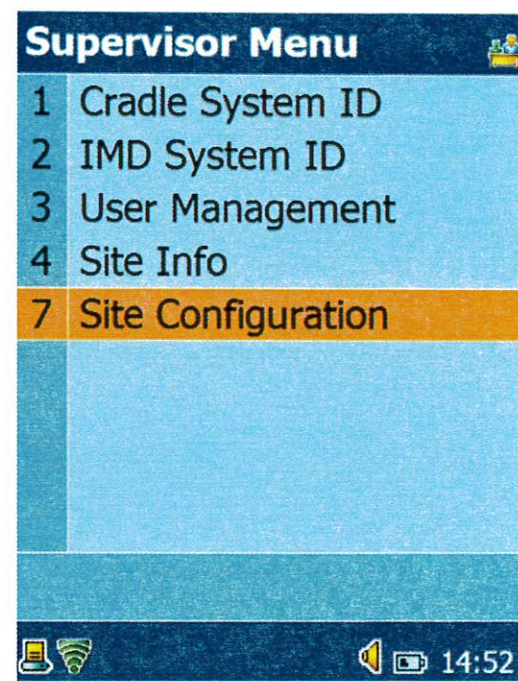 Supervisor Menu
1 Cradle System ID
2 IMD System ID
3 User Management
4 Site Info
7 Site Configuration
14:52